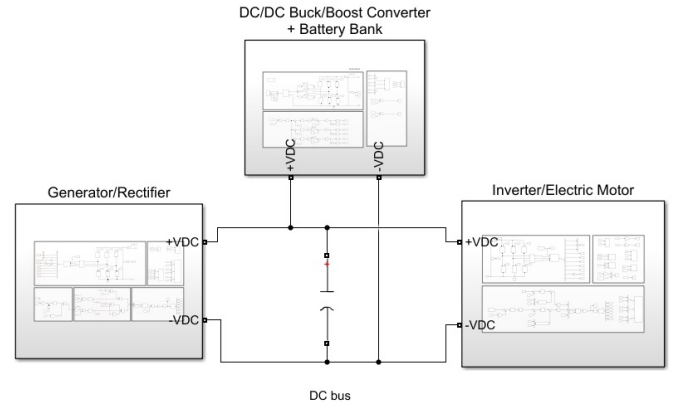 DC/DC Buck/Boost Converter
+ Battery Bank
+VDC
-VDC
Generator/Rectifier
Inverter/Electric Motor
+VDC
+VDC
+
-VDC
-VDC
DC bus